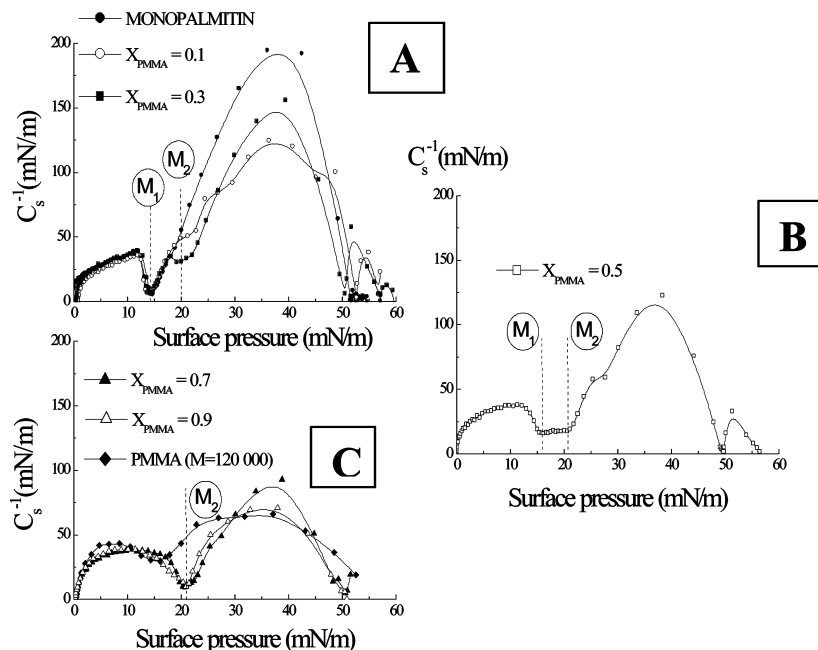 MONOPALMITIN
X_PMMA = 0.1
X_PMMA = 0.3
A
C_s^-1 (mN/m)
200
150
100
50
0
M_1
M_2
0 10 20 30 40 50 60
Surface pressure (mN/m)
C_s^-1 (mN/m)
200
150
100
50
0
B
X_PMMA = 0.5
M_1
M_2
0 10 20 30 40 50 60
Surface pressure (mN/m)
C_s^-1 (mN/m)
200
150
100
50
0
X_PMMA = 0.7
X_PMMA = 0.9
PMMA (M=120 000)
C
M_2
0 10 20 30 40 50 60
Surface pressure (mN/m)